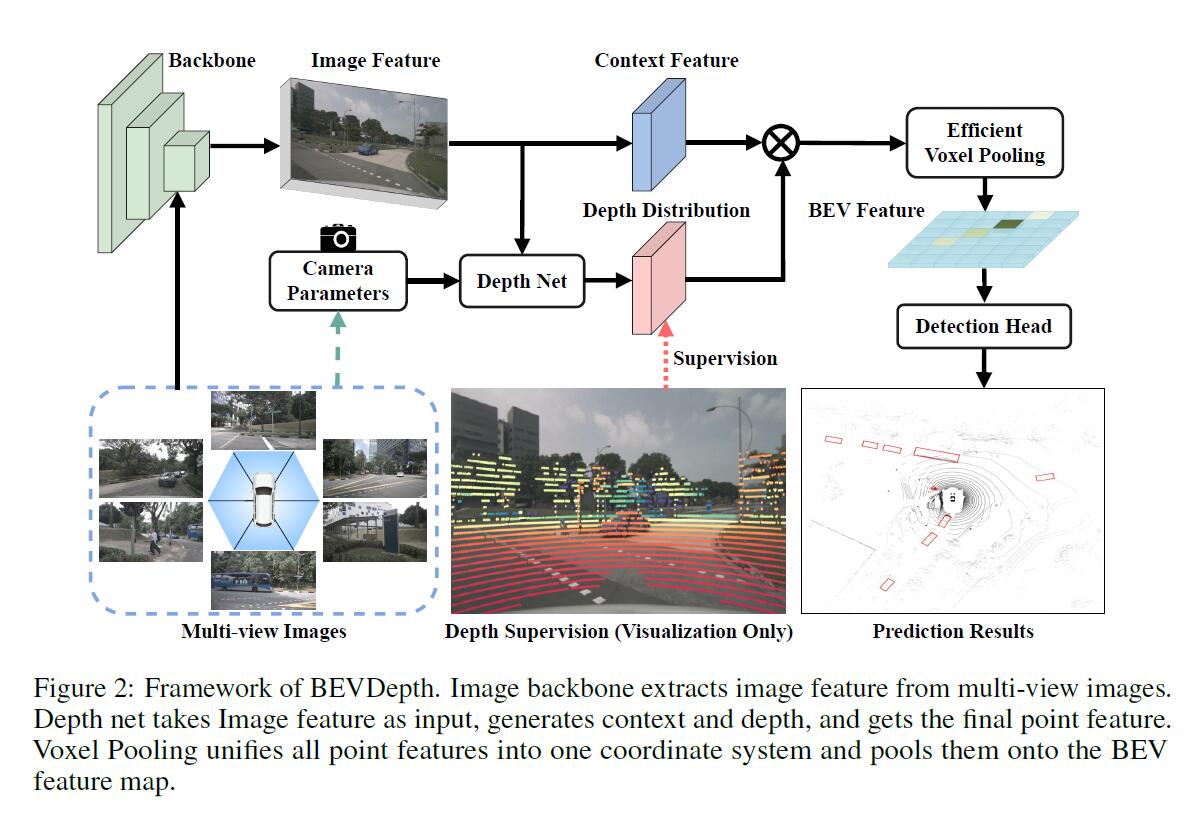 Backbone
Image Feature
Context Feature
Efficient
Voxel Pooling
Depth Distribution
BEV Feature
Camera
Parameters
Depth Net
Detection Head
Supervision
Multi-view Images
Depth Supervision (Visualization Only)
Prediction Results
Figure 2: Framework of BEVDepth. Image backbone extracts image feature from multi-view images.
Depth net takes Image feature as input, generates context and depth, and gets the final point feature.
Voxel Pooling unifies all point features into one coordinate system and pools them onto the BEV
feature map.